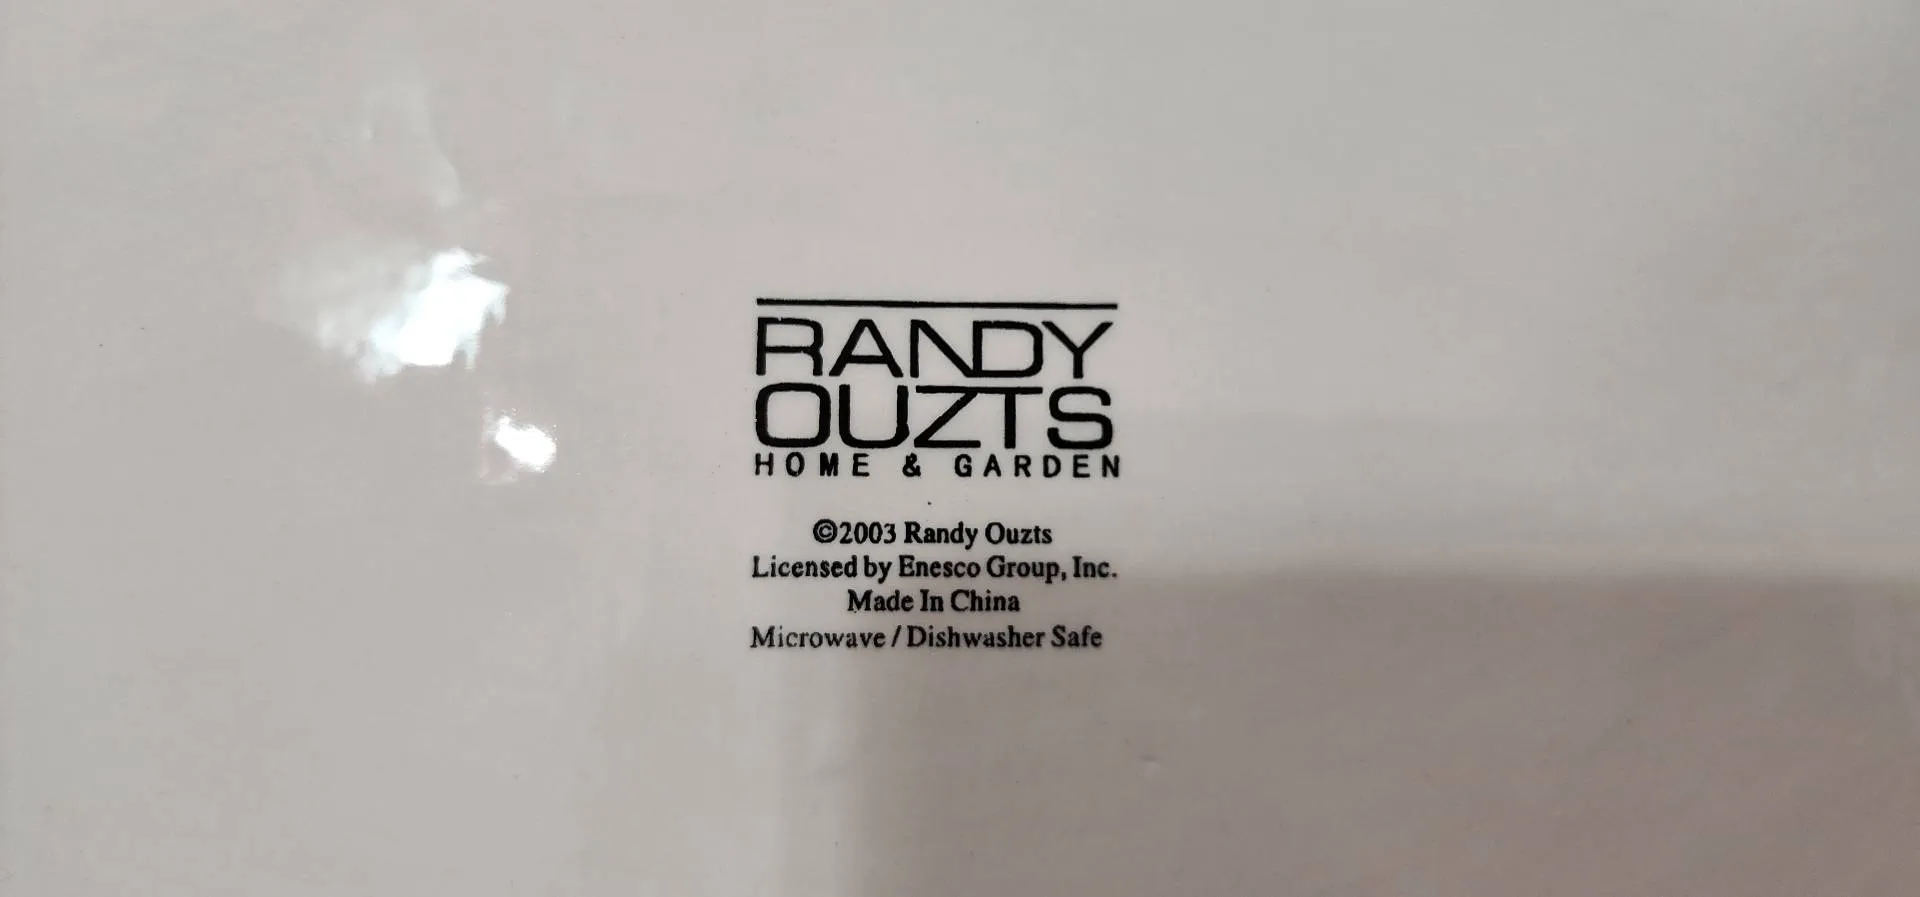 RANDY
OUZTS
HOME & GARDEN
©2003 Randy Ouzts
Licensed by Enesco Group, Inc.
Made In China
Microwave / Dishwasher Safe